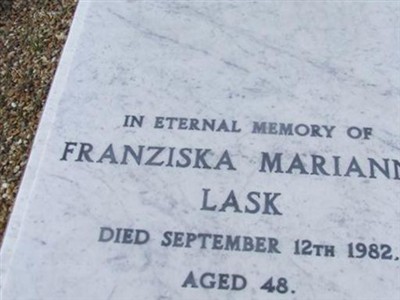 IN ETERNAL MEMORY OF
FRANZISKA MARIANN
LASK
DIED SEPTEMBER 12TH 1982.
AGED 48.